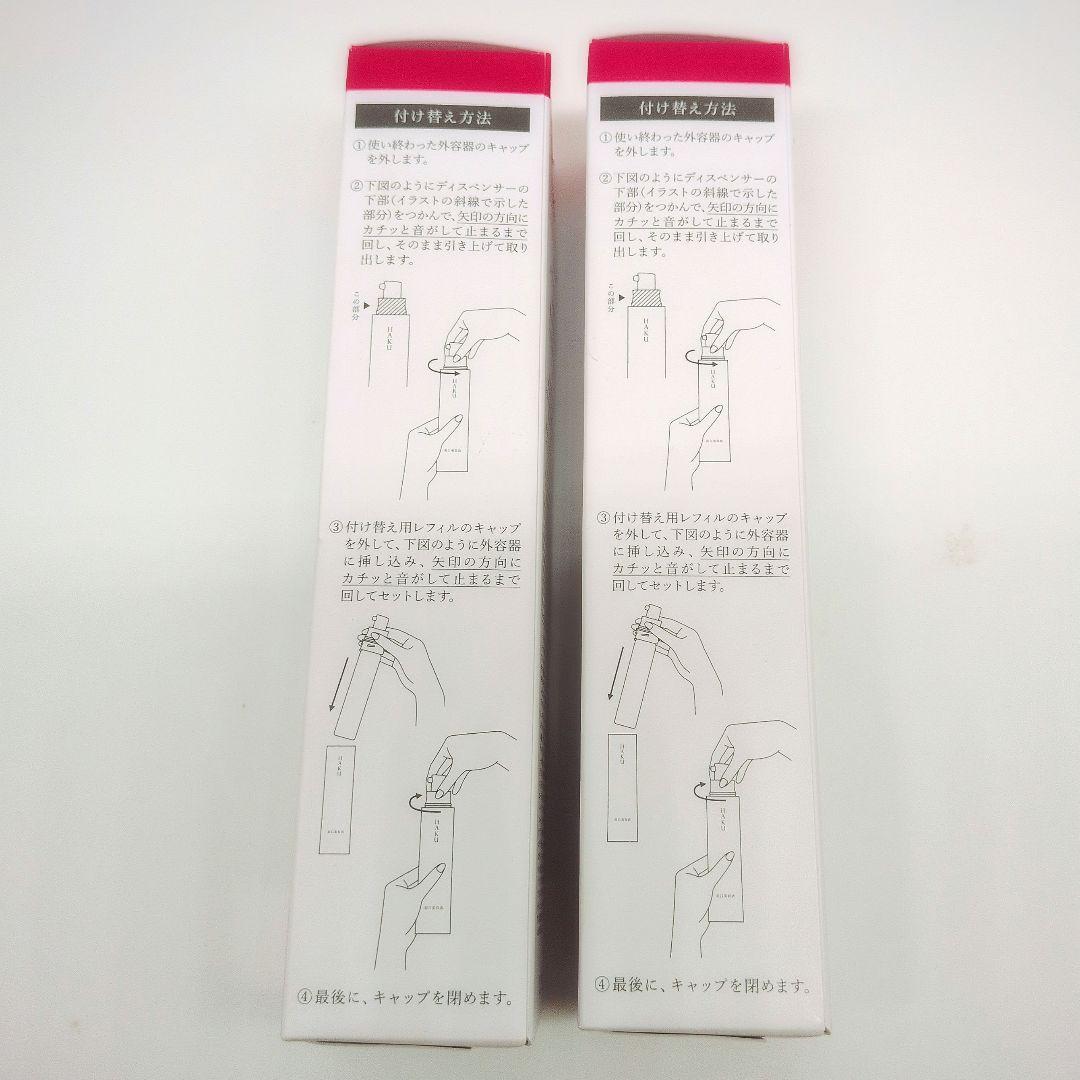 付け替え方法
①使い終わった外容器のキャップ
を外します。
②下図のようにディスペンサーの
下部(イラストの斜線で示した
部分)をつかんで、矢印の方向に
カチッと音がして止まるまで
回し、そのまま引き上げて取り
出します。
この部分
HAKU
HAKU
③付け替え用レフィルのキャップ
を外して、下図のように外容器
に挿し込み、矢印の方向に
カチッと音がして止まるまで
回してセットします。
HAKU
HAKU
④最後に、キャップを閉めます。
付け替え方法
①使い終わった外容器のキャップ
を外します。
②下図のようにディスペンサーの
下部(イラストの斜線で示した
部分)をつかんで、矢印の方向に
カチッと音がして止まるまで
回し、そのまま引き上げて取り
出します。
この部分
HAKU
HAKU
③付け替え用レフィルのキャップ
を外して、下図のように外容器
に挿し込み、矢印の方向に
カチッと音がして止まるまで
回してセットします。
HAKU
HAKU
④最後に、キャップを閉めます。